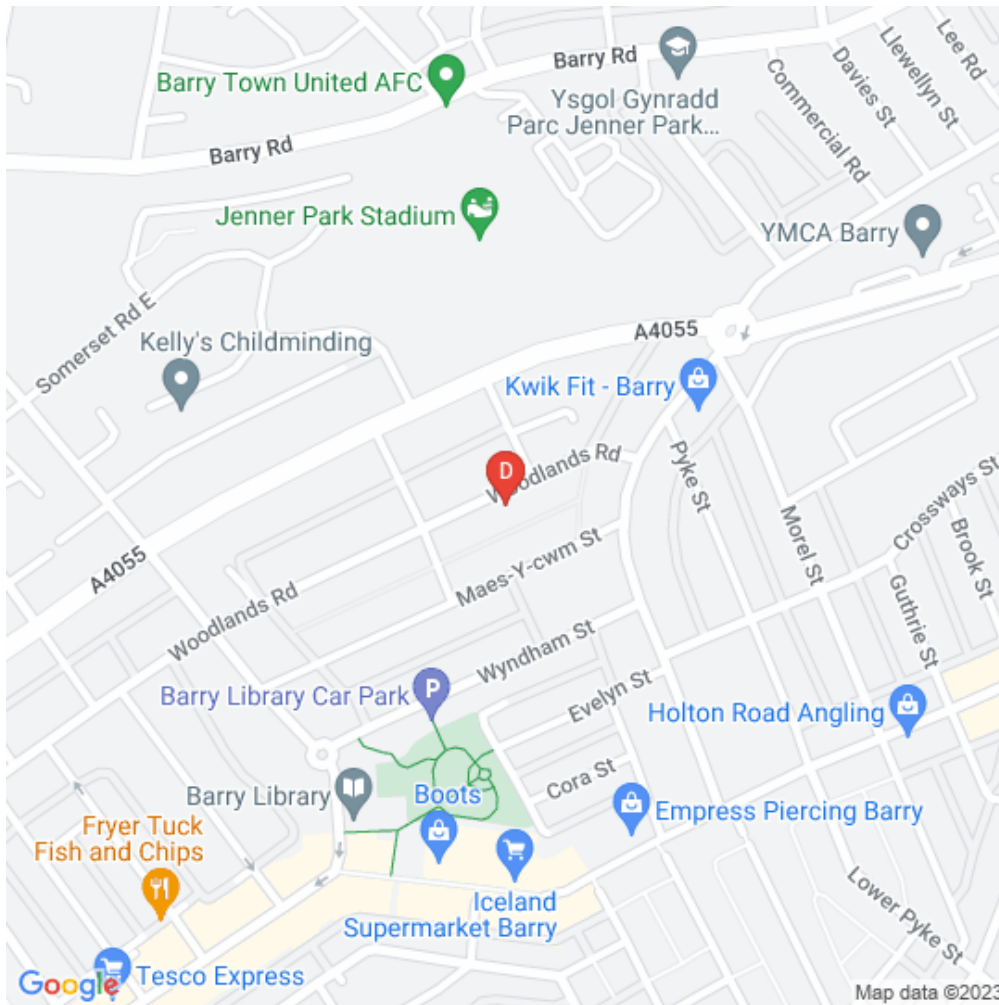 Barry Town United AFC
Barry Rd
Ysgol Gynradd
Parc Jenner Park...
Commercial Rd
Davies St
Llewellyn St
Lee Rd
Barry Rd
Jenner Park Stadium
YMCA Barry
Somerset Rd E
Kelly's Childminding
A4055
Kwik Fit - Barry
D
Woodlands Rd
Pyke St
Morel St
Crossways St
Brook St
Guthrie St
A4055
Woodlands Rd
Maes-Y-cwm St
Wyndham St
Evelyn St
Barry Library Car Park
P
Holton Road Angling
Cora St
Barry Library
Boots
Empress Piercing Barry
Fryer Tuck
Fish and Chips
Iceland
Supermarket Barry
Lower Pyke St
Tesco Express
Google
Map data ©2023